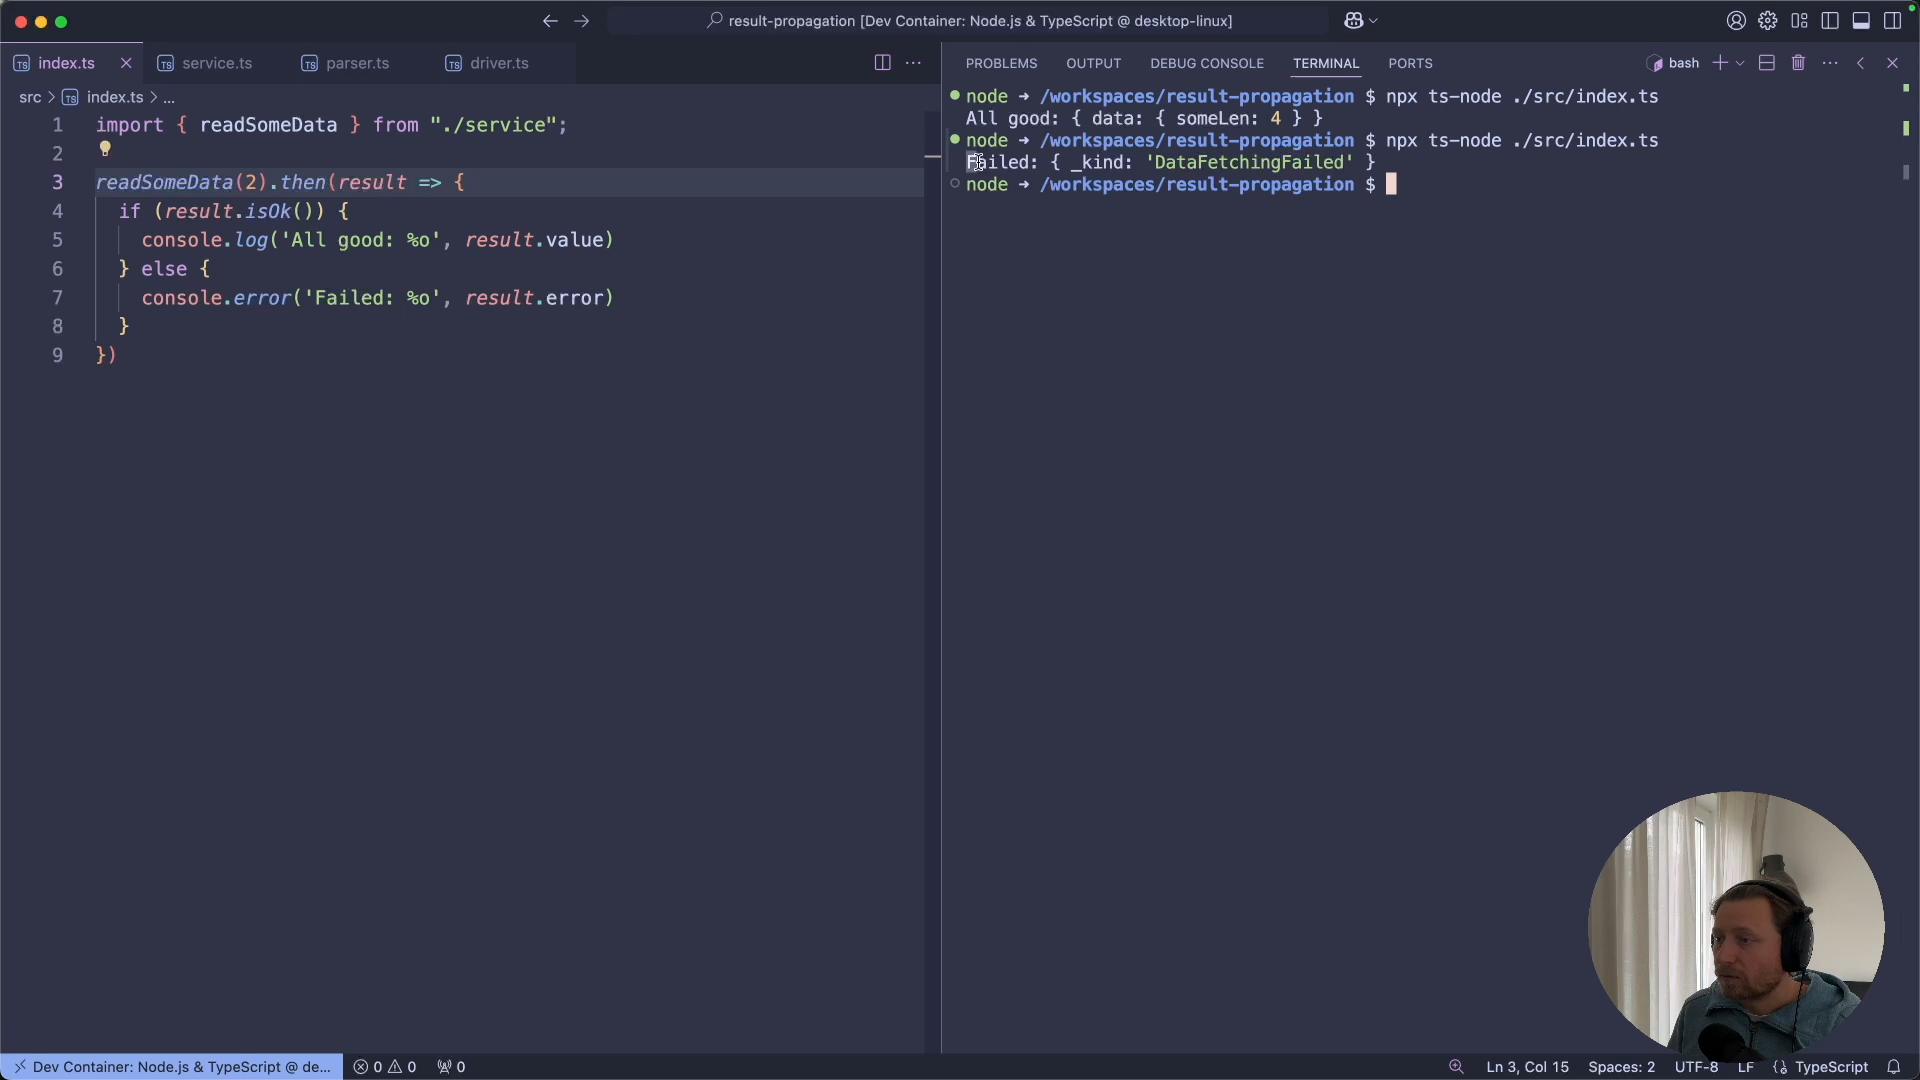 result-propagation [Dev Container: Node.js & TypeScript @ desktop-linux]
index.ts
service.ts
parser.ts
driver.ts
src > index.ts > ...
1 import { readSomeData } from "./service";
2
3 readSomeData(2).then(result => {
4 if (result.isOk()) {
5 console.log('All good: %o', result.value)
6 } else {
7 console.error('Failed: %o', result.error)
8 }
9 })
PROBLEMS OUTPUT DEBUG CONSOLE TERMINAL PORTS
bash
node → /workspaces/result-propagation $ npx ts-node ./src/index.ts
All good: { data: { someLen: 4 } }
node → /workspaces/result-propagation $ npx ts-node ./src/index.ts
Failed: { _kind: 'DataFetchingFailed' }
node → /workspaces/result-propagation $
Dev Container: Node.js & TypeScript @ de... 0 0 0
Ln 3, Col 15 Spaces: 2 UTF-8 LF {} TypeScript